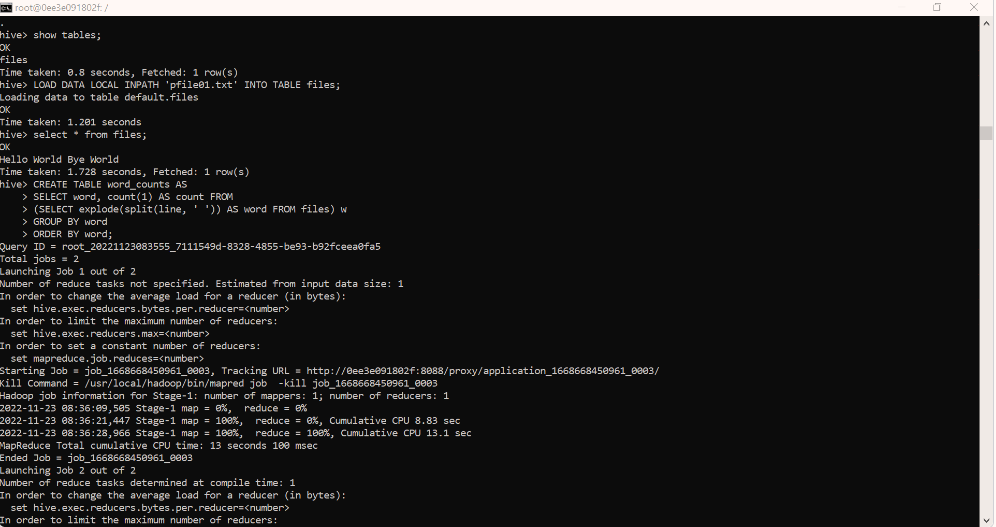 root@0ee3e091802f: /
.
hive> show tables;
OK
files
Time taken: 0.8 seconds, Fetched: 1 row(s)
hive> LOAD DATA LOCAL INPATH 'pfile01.txt' INTO TABLE files;
Loading data to table default.files
OK
Time taken: 1.201 seconds
hive> select * from files;
OK
Hello World Bye World
Time taken: 1.728 seconds, Fetched: 1 row(s)
hive> CREATE TABLE word_counts AS
    > SELECT word, count(1) AS count FROM
    > (SELECT explode(split(line, ' ')) AS word FROM files) w
    > GROUP BY word
    > ORDER BY word;
Query ID = root_20221123083555_7111549d-8328-4855-be93-b92fceea0fa5
Total jobs = 2
Launching Job 1 out of 2
Number of reduce tasks not specified. Estimated from input data size: 1
In order to change the average load for a reducer (in bytes):
  set hive.exec.reducers.bytes.per.reducer=<number>
In order to limit the maximum number of reducers:
  set hive.exec.reducers.max=<number>
In order to set a constant number of reducers:
  set mapreduce.job.reduces=<number>
Starting Job = job_1668668450961_0003, Tracking URL = http://0ee3e091802f:8088/proxy/application_1668668450961_0003/
Kill Command = /usr/local/hadoop/bin/mapred job  -kill job_1668668450961_0003
Hadoop job information for Stage-1: number of mappers: 1; number of reducers: 1
2022-11-23 08:36:09,505 Stage-1 map = 0%,  reduce = 0%
2022-11-23 08:36:21,447 Stage-1 map = 100%,  reduce = 0%, Cumulative CPU 8.83 sec
2022-11-23 08:36:28,966 Stage-1 map = 100%,  reduce = 100%, Cumulative CPU 13.1 sec
MapReduce Total cumulative CPU time: 13 seconds 100 msec
Ended Job = job_1668668450961_0003
Launching Job 2 out of 2
Number of reduce tasks determined at compile time: 1
In order to change the average load for a reducer (in bytes):
  set hive.exec.reducers.bytes.per.reducer=<number>
In order to limit the maximum number of reducers: